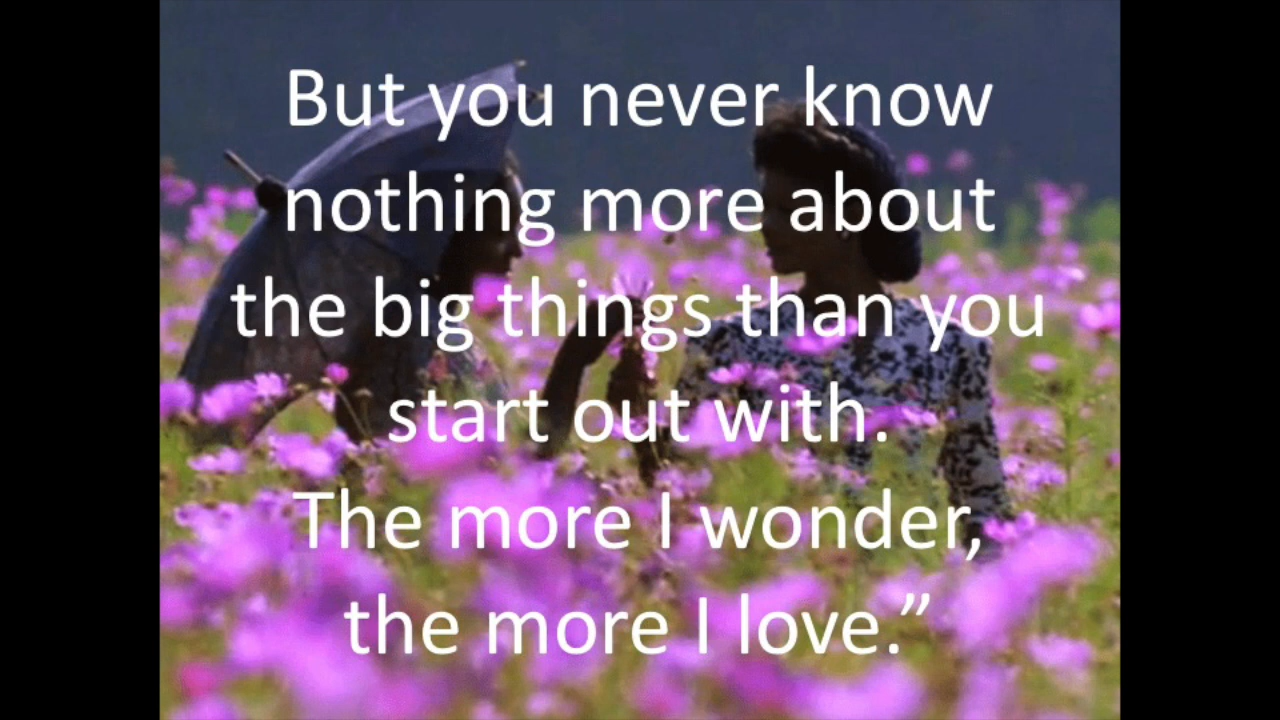 But you never know
nothing more about
the big things than you
start out with.
The more I wonder,
the more I love.”